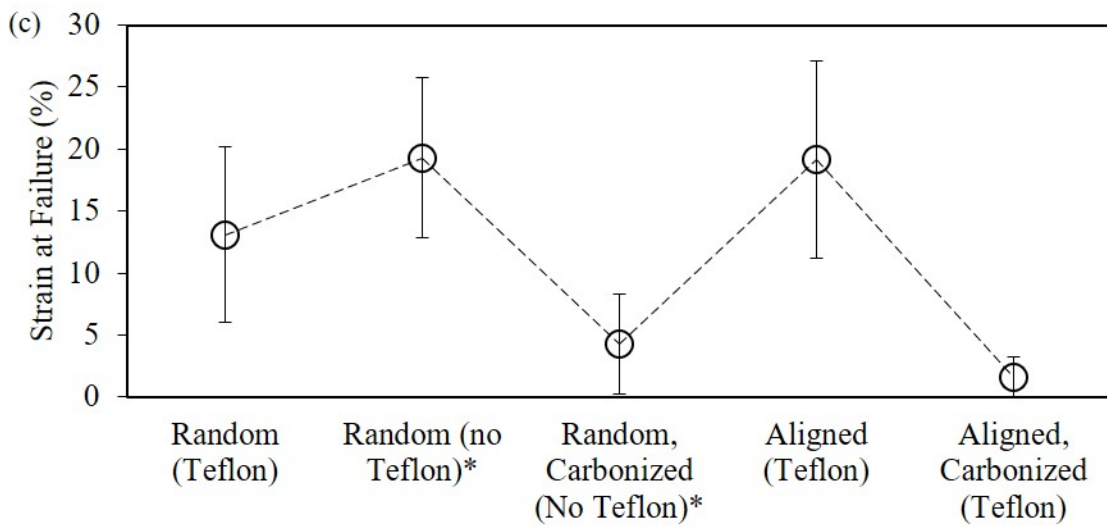 (c)
30
25
20
15
10
5
0
Strain at Failure (%)
Random
(Teflon)
Random (no
Teflon)*
Random,
Carbonized
(No Teflon)*
Aligned
(Teflon)
Aligned,
Carbonized
(Teflon)